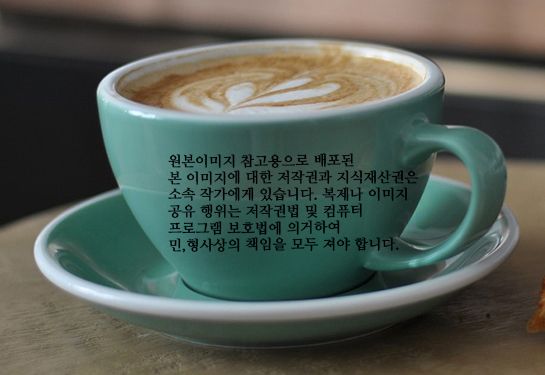 원본이미지 참고용으로 배포된
본 이미지에 대한 저작권과 지식재산권은
소속 작가에게 있습니다. 복제나 이미지
공유 행위는 저작권법 및 컴퓨터
프로그램 보호법에 의거하여
민,형사상의 책임을 모두 져야 합니다.